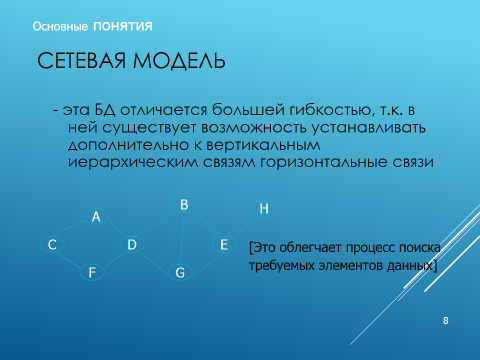 Основные ПОНЯТИЯ
СЕТЕВАЯ МОДЕЛЬ
- эта БД отличается большей гибкостью, т.к. в
ней существует возможность устанавливать
дополнительно к вертикальным
иерархическим связям горизонтальные связи
A
B
H
C
D
E
F
G
[Это облегчает процесс поиска
требуемых элементов данных]
8